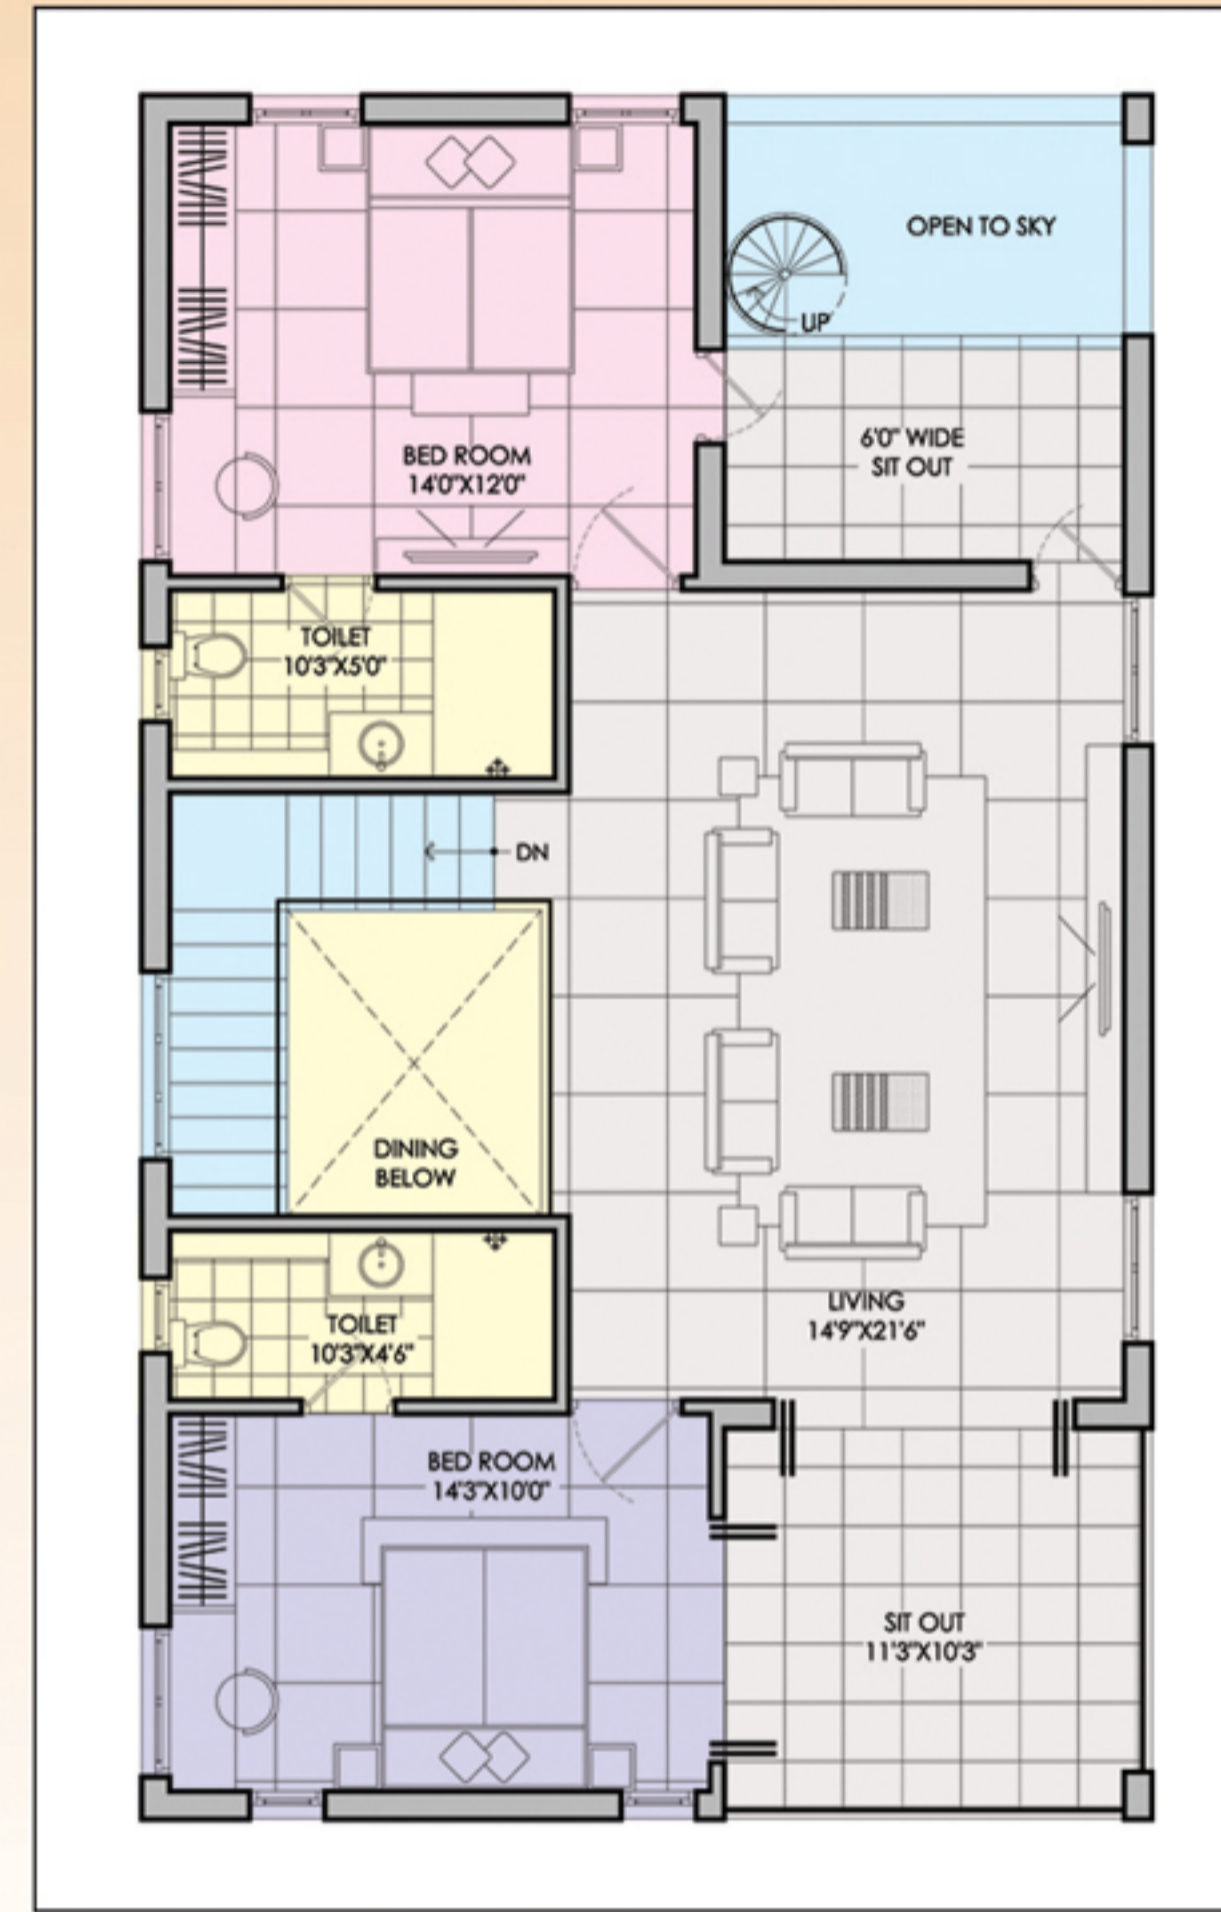 OPEN TO SKY
UP
6'0" WIDE
SIT OUT
BED ROOM
14'0"X12'0"
TOILET
10'3"X5'0"
DN
DINING
BELOW
LIVING
14'9"X21'6"
TOILET
10'3"X4'6"
BED ROOM
14'3"X10'0"
SIT OUT
11'3"X10'3"